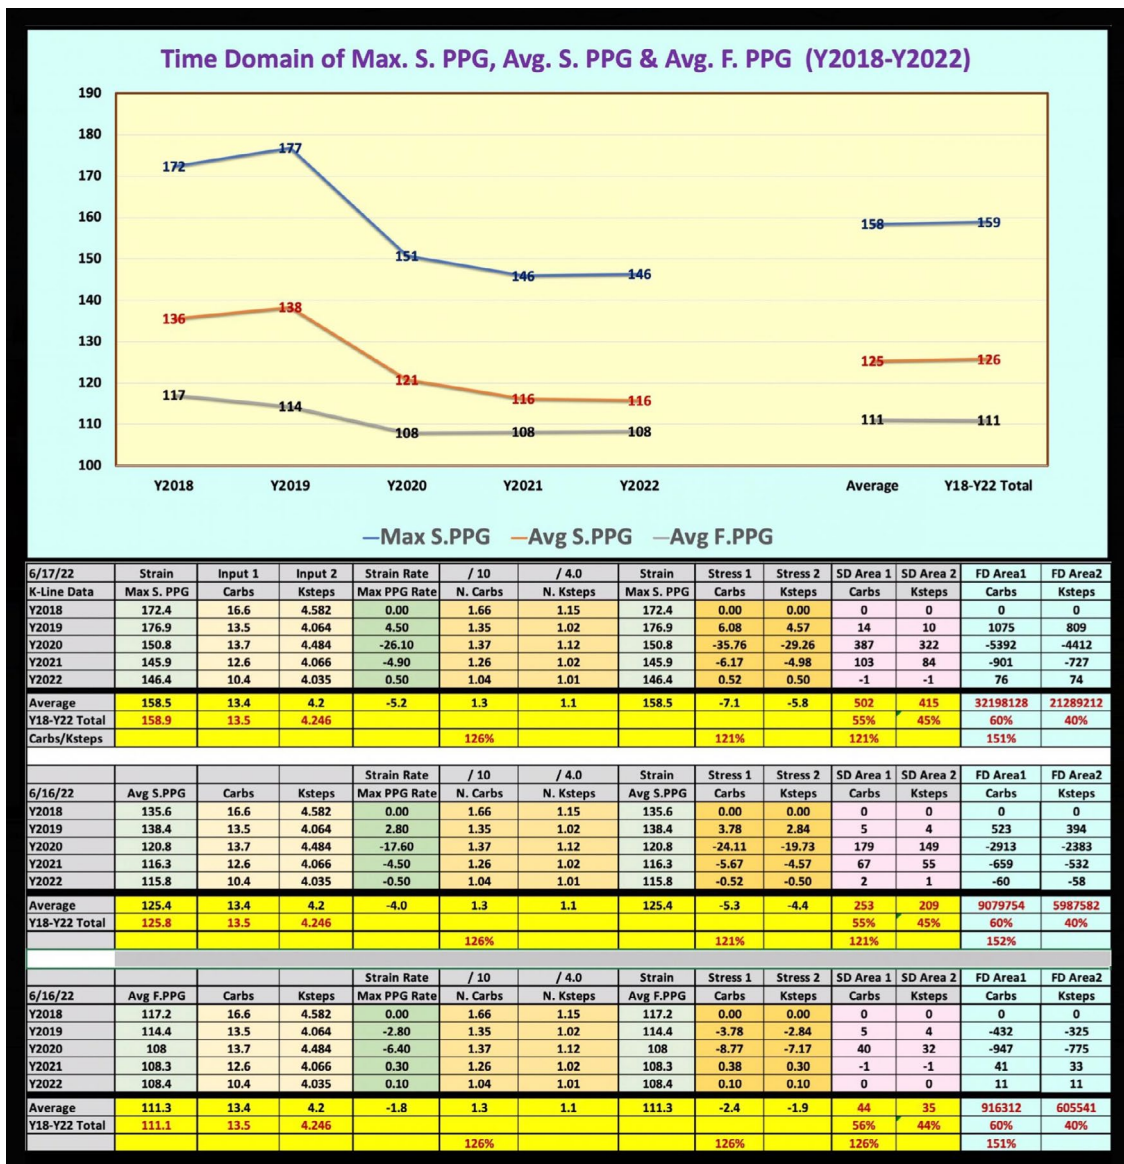 Time Domain of Max. S. PPG, Avg. S. PPG & Avg. F. PPG (Y2018-Y2022)
190
180
170
160
150
140
130
120
110
100
172 177 151 146 146 158 159
136 138 121 116 116 125 126
117 114 108 108 108 111 111
Y2018 Y2019 Y2020 Y2021 Y2022 Average Y18-Y22 Total
Max S.PPG Avg S.PPG Avg F.PPG
6/17/22 Strain Input 1 Input 2 Strain Rate / 10 / 4.0 Strain Stress 1 Stress 2 SD Area 1 SD Area 2 FD Area1 FD Area2
K-Line Data Max S. PPG Carbs Ksteps Max PPG Rate N. Carbs N. Ksteps Max S. PPG Carbs Ksteps Carbs Ksteps Carbs Ksteps
Y2018 172.4 16.6 4.582 0.00 1.66 1.15 172.4 0.00 0.00 0 0 0 0
Y2019 176.9 13.5 4.064 4.50 1.35 1.02 176.9 6.08 4.57 14 10 1075 809
Y2020 150.8 13.7 4.484 -26.10 1.37 1.12 150.8 -35.76 -29.26 387 322 -5392 -4412
Y2021 145.9 12.6 4.066 -4.90 1.26 1.02 145.9 -6.17 -4.98 103 84 -901 -727
Y2022 146.4 10.4 4.035 0.50 1.04 1.01 146.4 0.52 0.50 -1 -1 76 74
Average 158.5 13.4 4.2 -5.2 1.3 1.1 158.5 -7.1 -5.8 502 415 32198128 21289212
Y18-Y22 Total 158.9 13.5 4.246 55% 45% 60% 40%
Carbs/Ksteps 126% 121% 121% 151%
Strain Rate / 10 / 4.0 Strain Stress 1 Stress 2 SD Area 1 SD Area 2 FD Area1 FD Area2
6/16/22 Avg S.PPG Carbs Ksteps Max PPG Rate N. Carbs N. Ksteps Avg S.PPG Carbs Ksteps Carbs Ksteps Carbs Ksteps
Y2018 135.6 16.6 4.582 0.00 1.66 1.15 135.6 0.00 0.00 0 0 0 0
Y2019 138.4 13.5 4.064 2.80 1.35 1.02 138.4 3.78 2.84 5 4 523 394
Y2020 120.8 13.7 4.484 -17.60 1.37 1.12 120.8 -24.11 -19.73 179 149 -2913 -2383
Y2021 116.3 12.6 4.066 -4.50 1.26 1.02 116.3 -5.67 -4.57 67 55 -659 -532
Y2022 115.8 10.4 4.035 -0.50 1.04 1.01 115.8 -0.52 -0.50 2 1 -60 -58
Average 125.4 13.4 4.2 -4.0 1.3 1.1 125.4 -5.3 -4.4 253 209 9079754 5987582
Y18-Y22 Total 125.8 13.5 4.246 55% 45% 60% 40%
126% 121% 121% 152%
Strain Rate / 10 / 4.0 Strain Stress 1 Stress 2 SD Area 1 SD Area 2 FD Area1 FD Area2
6/16/22 Avg F.PPG Carbs Ksteps Max PPG Rate N. Carbs N. Ksteps Avg F.PPG Carbs Ksteps Carbs Ksteps Carbs Ksteps
Y2018 117.2 16.6 4.582 0.00 1.66 1.15 117.2 0.00 0.00 0 0 0 0
Y2019 114.4 13.5 4.064 -2.80 1.35 1.02 114.4 -3.78 -2.84 5 4 -432 -325
Y2020 108 13.7 4.484 -6.40 1.37 1.12 108 -8.77 -7.17 40 32 -947 -775
Y2021 108.3 12.6 4.066 0.30 1.26 1.02 108.3 0.38 0.30 -1 -1 41 33
Y2022 108.4 10.4 4.035 0.10 1.04 1.01 108.4 0.10 0.10 0 0 11 11
Average 111.3 13.4 4.2 -1.8 1.3 1.1 111.3 -2.4 -1.9 44 35 916312 605541
Y18-Y22 Total 111.1 13.5 4.246 56% 44% 60% 40%
126% 126% 126% 151%